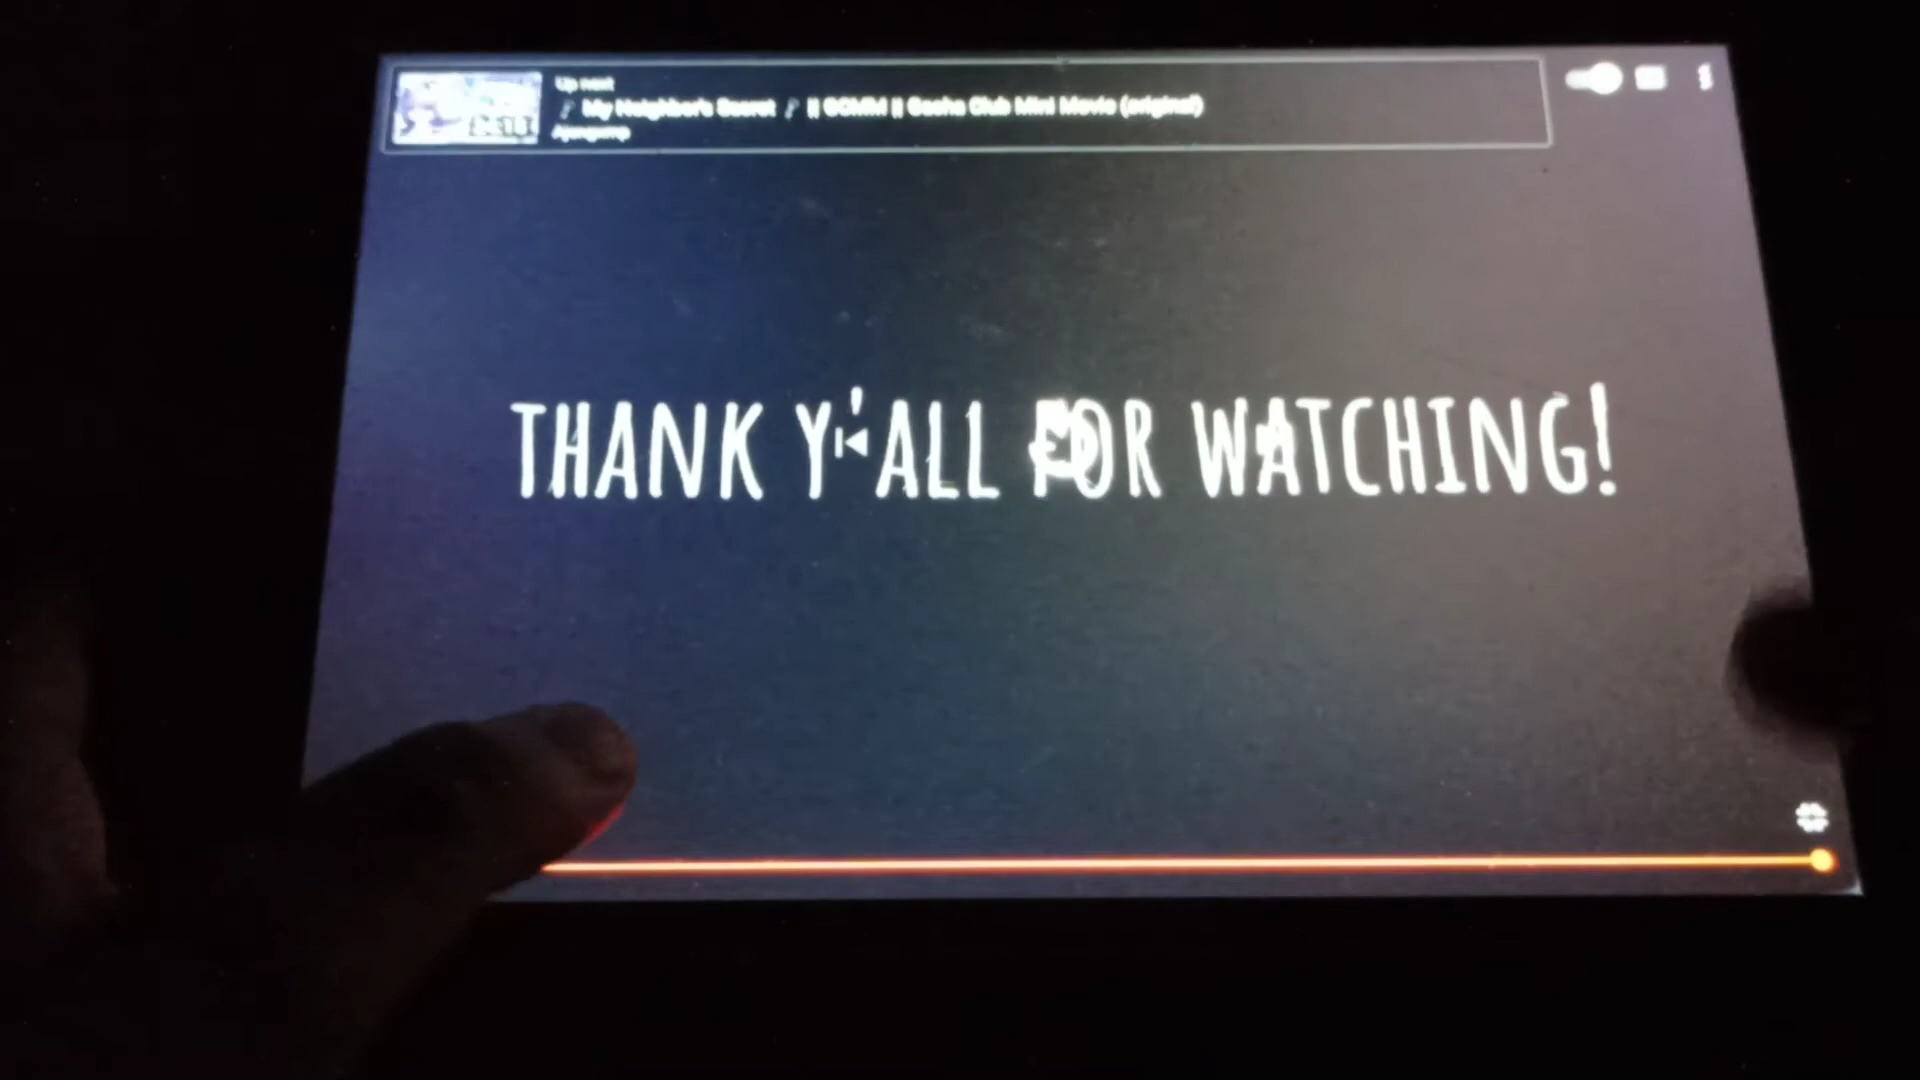 Up next
My Neighbor's Secret || GCMM || Gacha Club Mini Movie (original)
THANK Y'ALL FOR WATCHING!